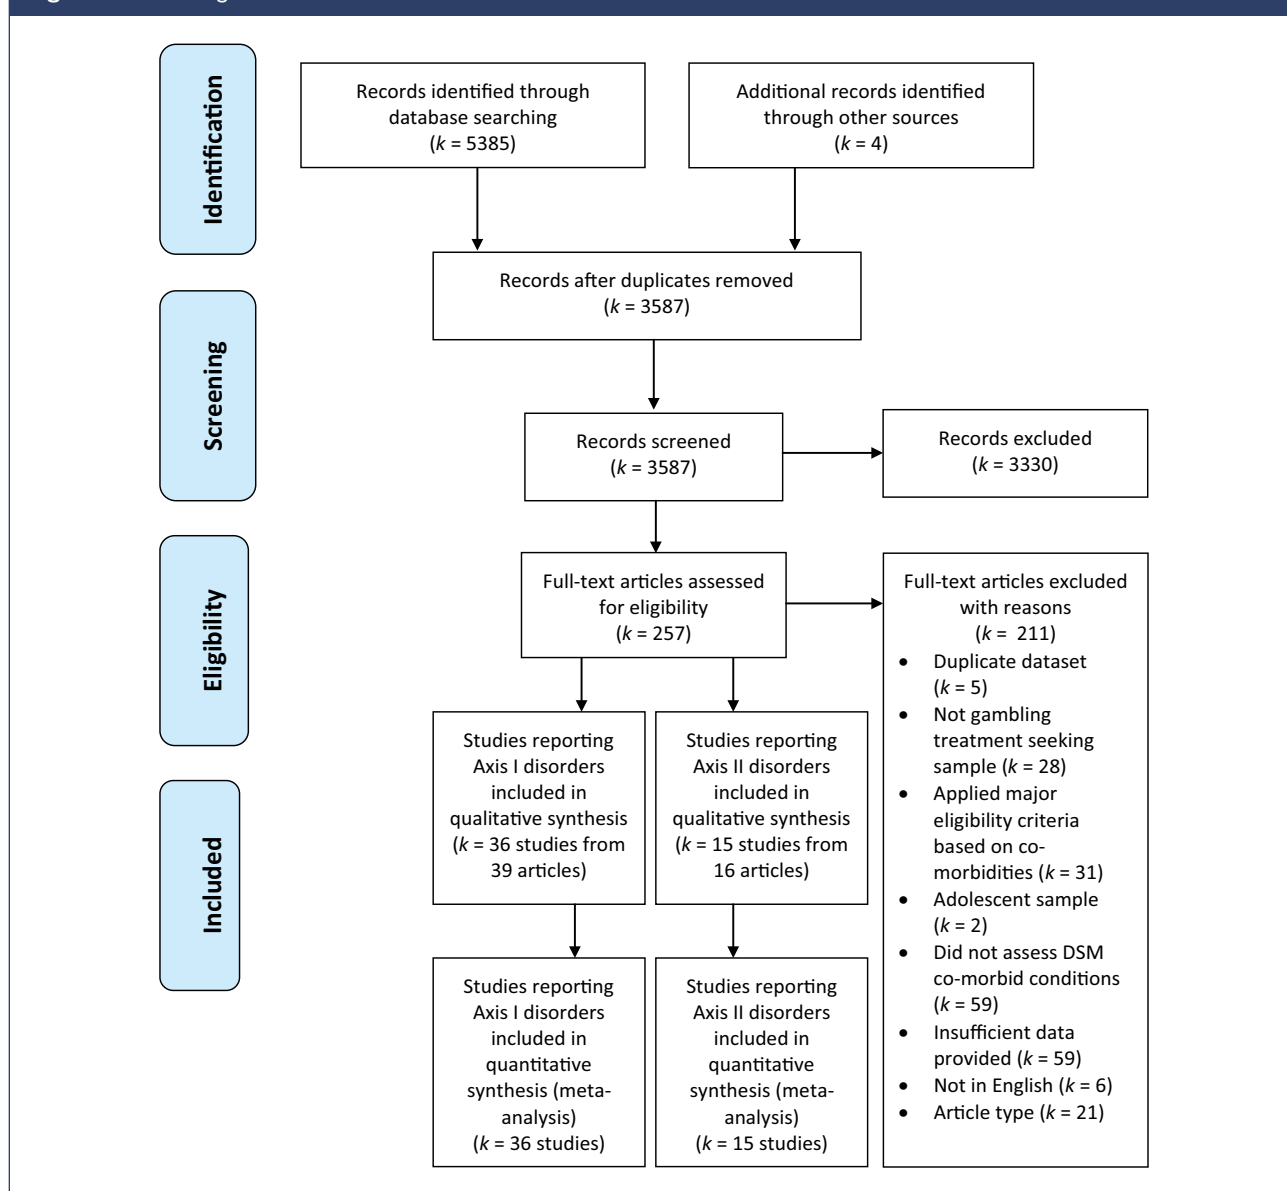 Identification
Records identified through
database searching
(k = 5385)
Additional records identified
through other sources
(k = 4)
Records after duplicates removed
(k = 3587)
Screening
Records screened
(k = 3587)
Records excluded
(k = 3330)
Eligibility
Full-text articles assessed
for eligibility
(k = 257)
Full-text articles excluded
with reasons
(k = 211)
• Duplicate dataset
(k = 5)
• Not gambling
treatment seeking
sample (k = 28)
• Applied major
eligibility criteria
based on co-
morbidities (k = 31)
• Adolescent sample
(k = 2)
• Did not assess DSM
co-morbid conditions
(k = 59)
• Insufficient data
provided (k = 59)
• Not in English (k = 6)
• Article type (k = 21)
Studies reporting
Axis I disorders
included in
qualitative synthesis
(k = 36 studies from
39 articles)
Studies reporting
Axis II disorders
included in
qualitative synthesis
(k = 15 studies from
16 articles)
Included
Studies reporting
Axis I disorders
included in
quantitative
synthesis (meta-
analysis)
(k = 36 studies)
Studies reporting
Axis II disorders
included in
quantitative
synthesis (meta-
analysis)
(k = 15 studies)